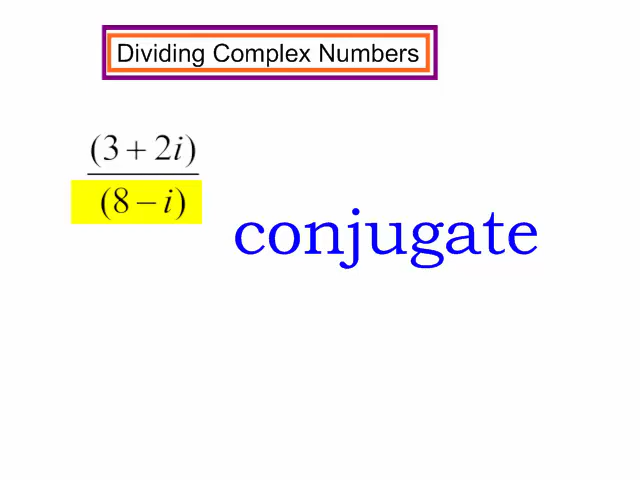 Dividing Complex Numbers
(3 + 2i)
(8 − i)
conjugate